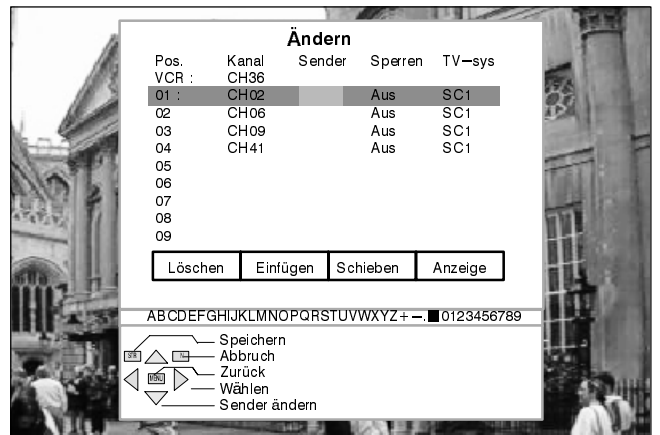 Ändern
Pos. Kanal Sender Sperren TV–sys
VCR : CH36
01 : CH02 Aus SC1
02 CH06 Aus SC1
03 CH09 Aus SC1
04 CH41 Aus SC1
05
06
07
08
09
Löschen Einfügen Schieben Anzeige
ABCDEFGHIJKLMNOPQRSTUVWXYZ+–.■0123456789
STR Speichern
N Abbruch
MENU Zurück
Wählen
Sender ändern